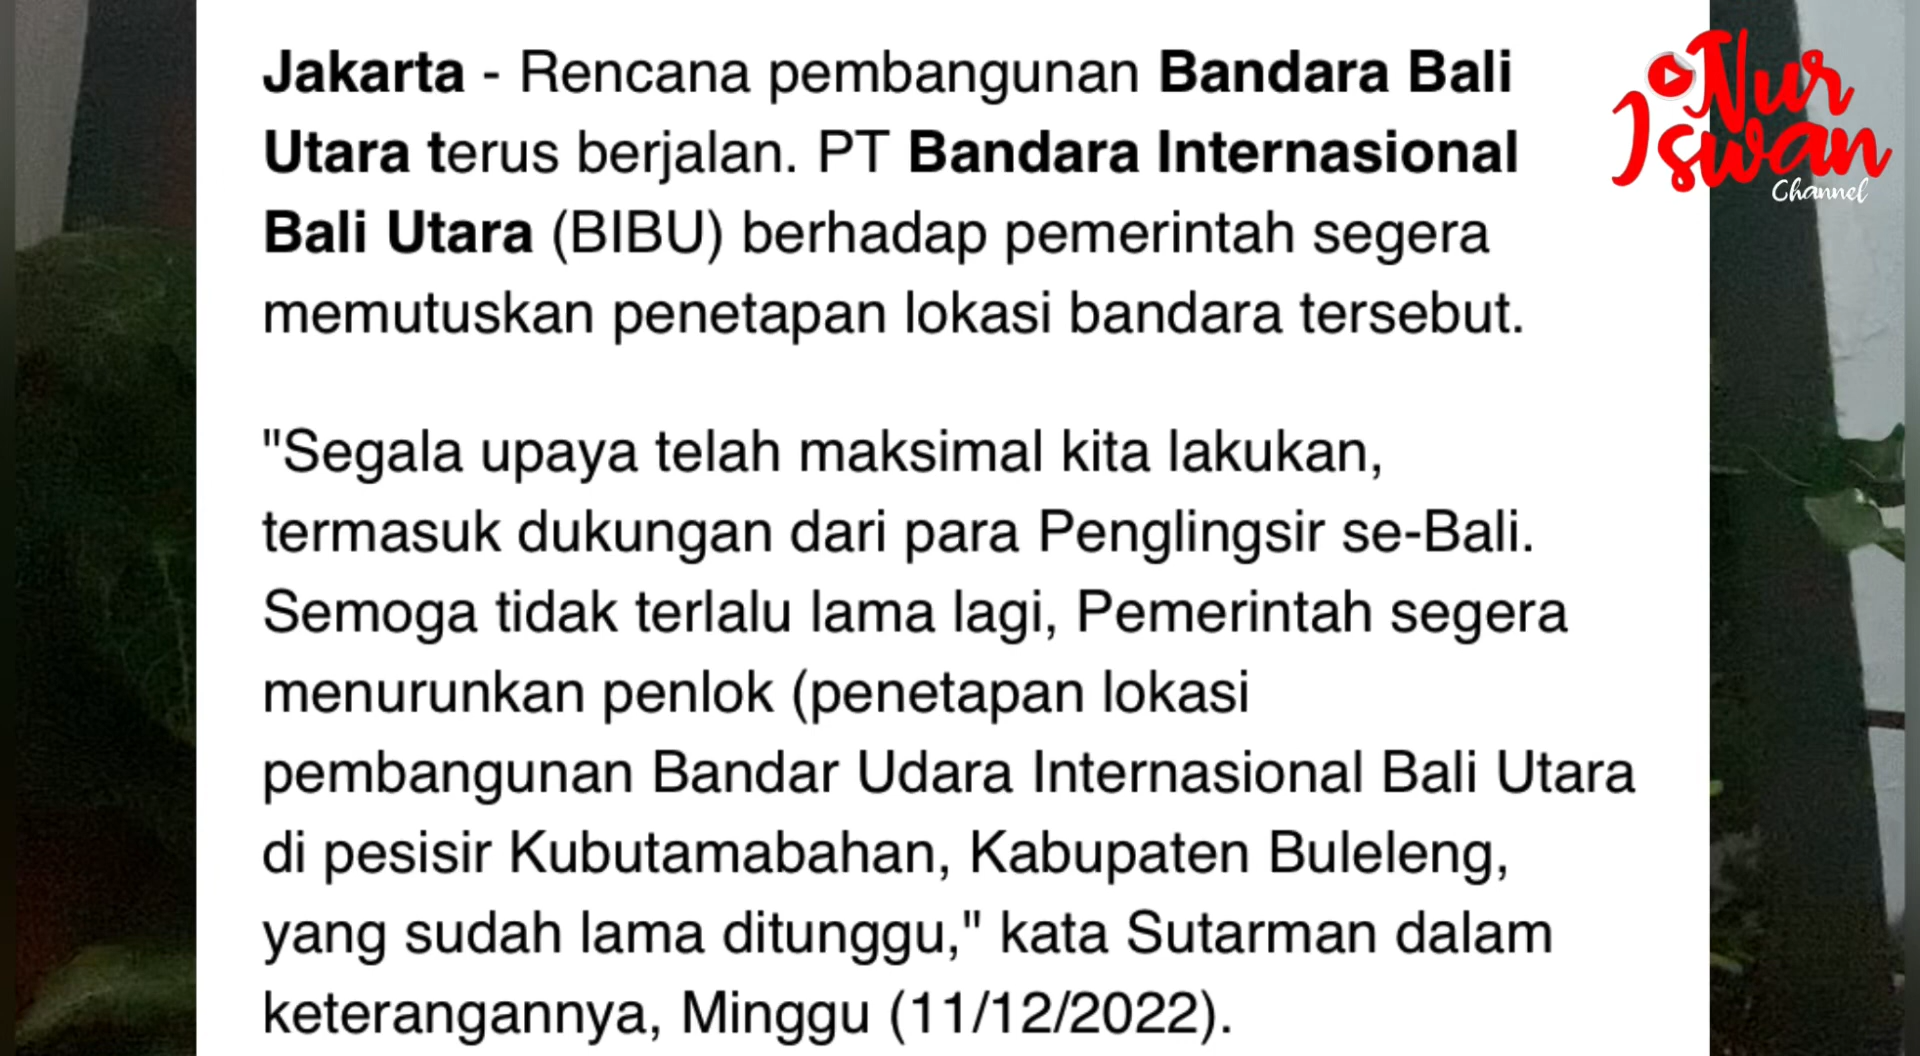 Jakarta - Rencana pembangunan Bandara Bali
Utara terus berjalan. PT Bandara Internasional
Bali Utara (BIBU) berhadap pemerintah segera
memutuskan penetapan lokasi bandara tersebut.
"Segala upaya telah maksimal kita lakukan,
termasuk dukungan dari para Penglingsir se-Bali.
Semoga tidak terlalu lama lagi, Pemerintah segera
menurunkan penlok (penetapan lokasi
pembangunan Bandar Udara Internasional Bali Utara
di pesisir Kubutamabahan, Kabupaten Buleleng,
yang sudah lama ditunggu," kata Sutarman dalam
keterangannya, Minggu (11/12/2022).
Nur
Iswan
Channel